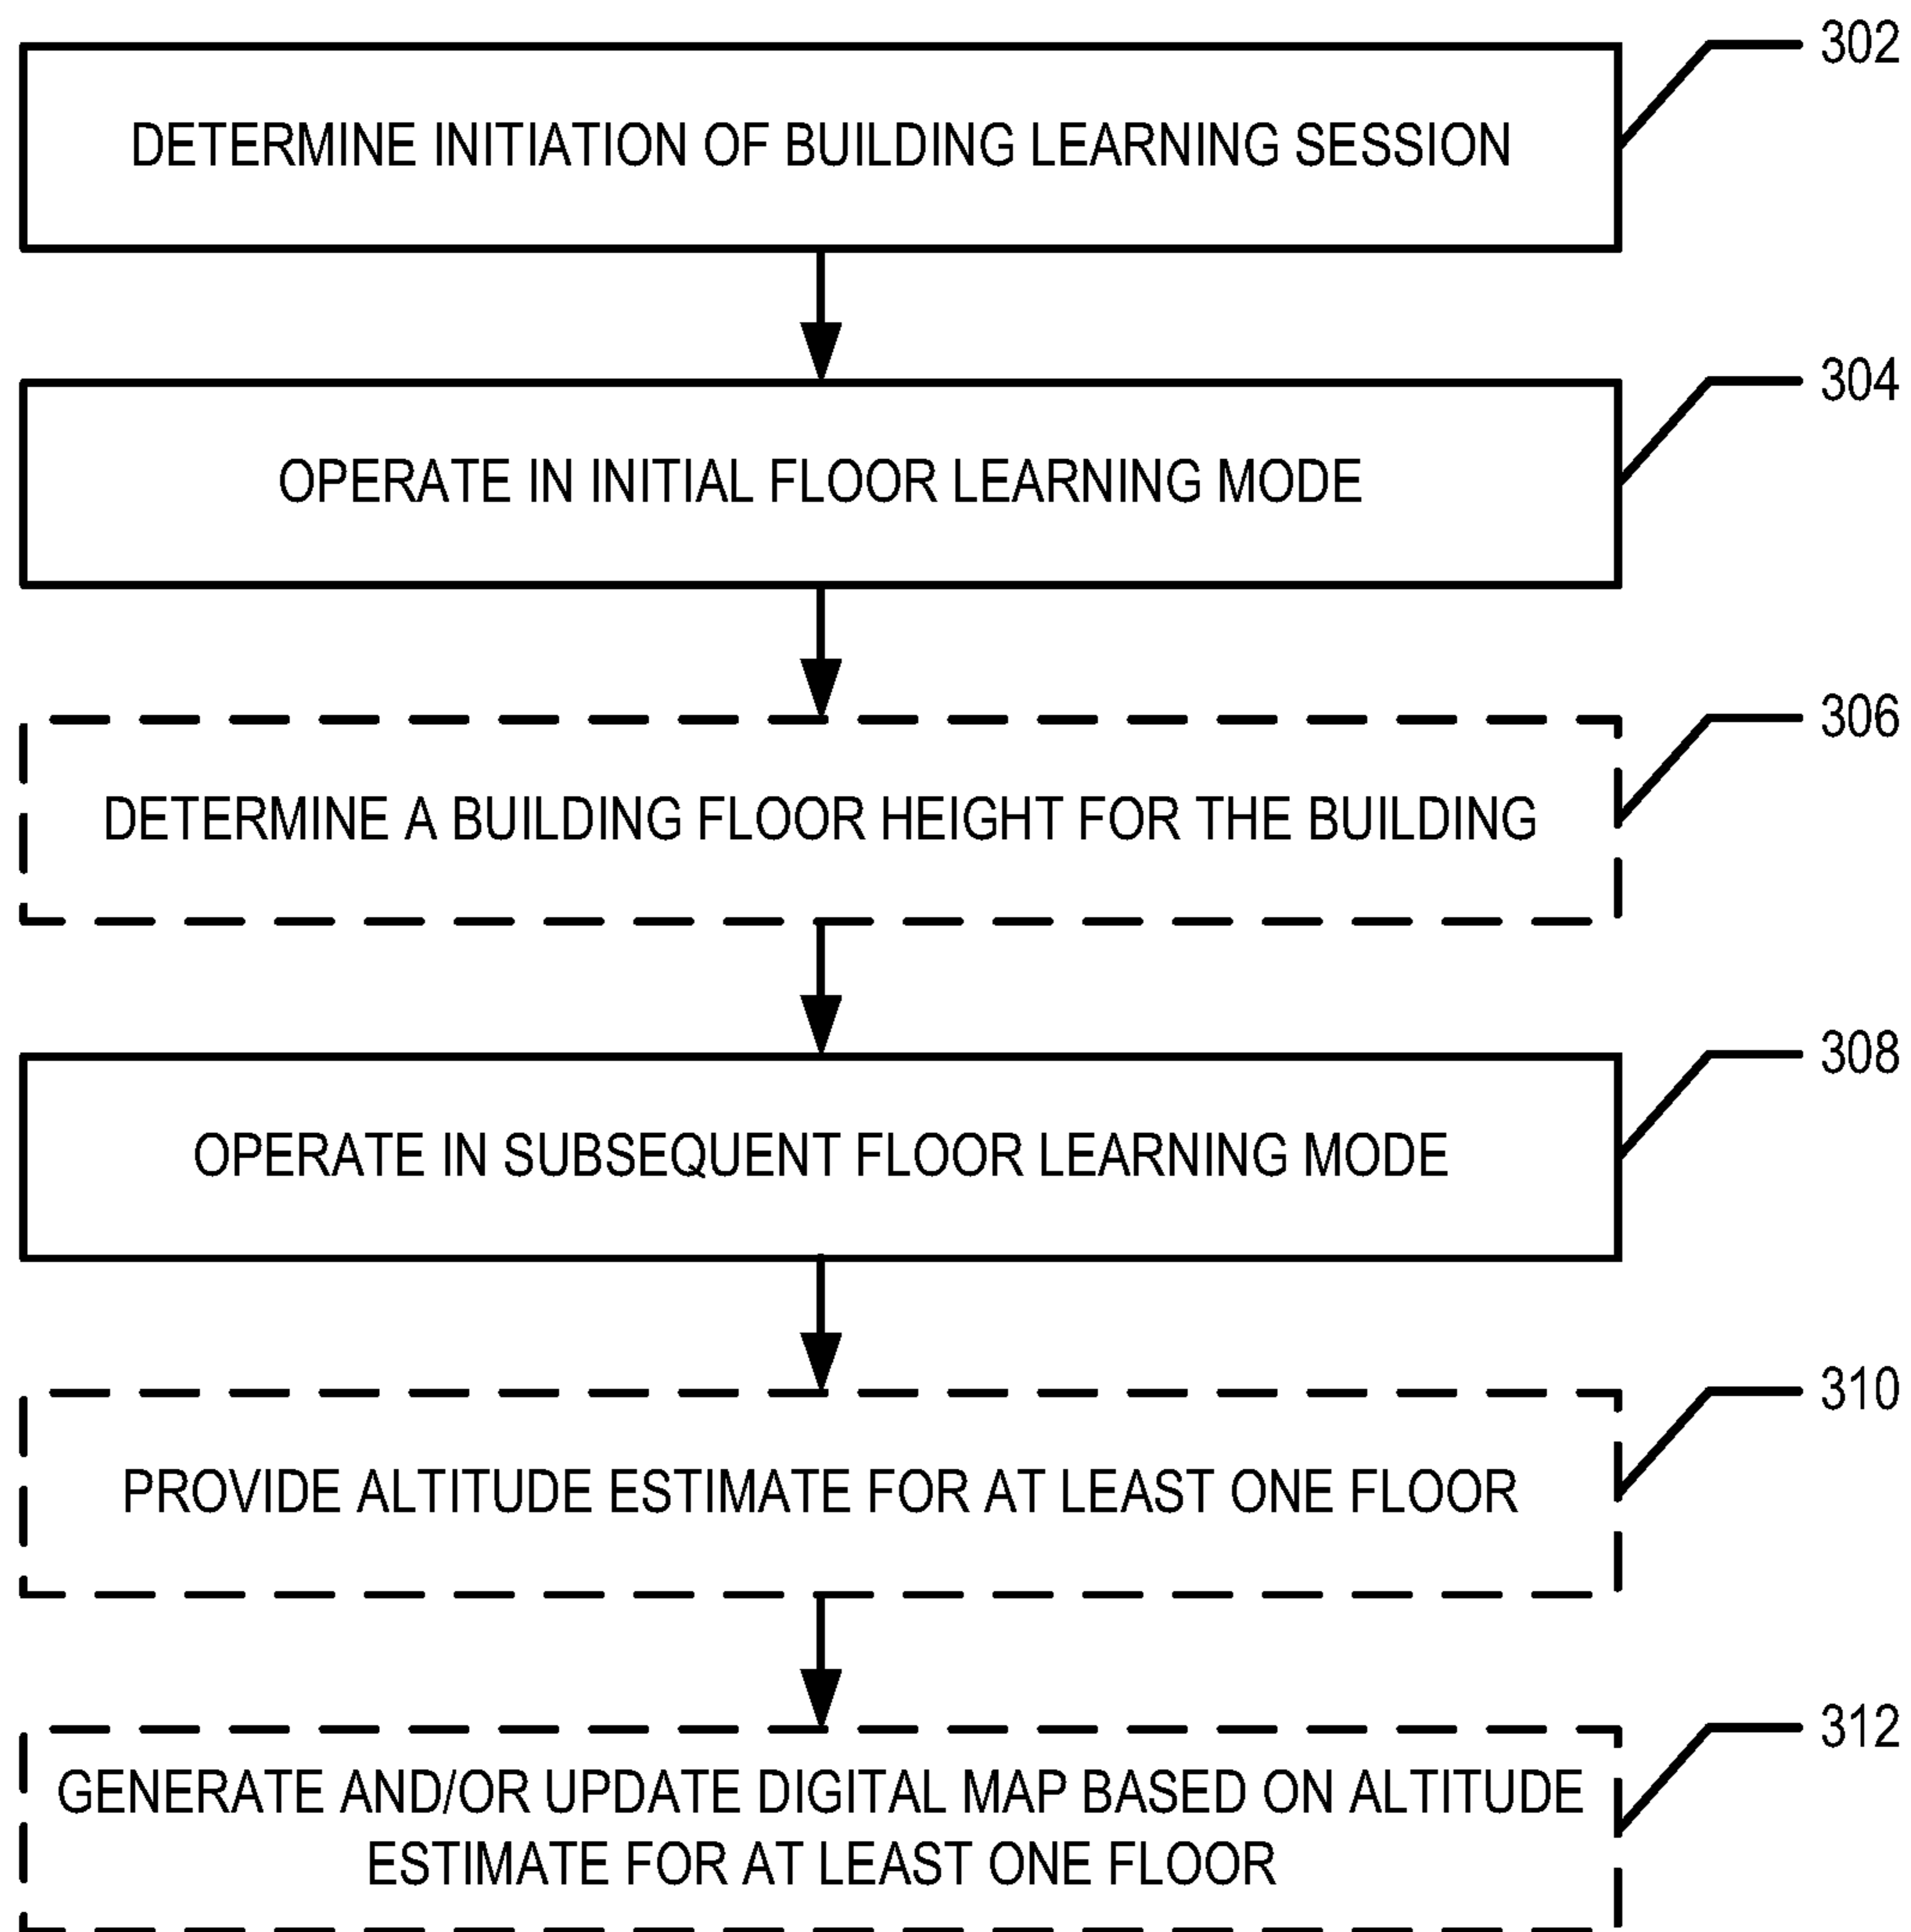 302
DETERMINE INITIATION OF BUILDING LEARNING SESSION
304
OPERATE IN INITIAL FLOOR LEARNING MODE
306
DETERMINE A BUILDING FLOOR HEIGHT FOR THE BUILDING
308
OPERATE IN SUBSEQUENT FLOOR LEARNING MODE
310
PROVIDE ALTITUDE ESTIMATE FOR AT LEAST ONE FLOOR
312
GENERATE AND/OR UPDATE DIGITAL MAP BASED ON ALTITUDE
ESTIMATE FOR AT LEAST ONE FLOOR